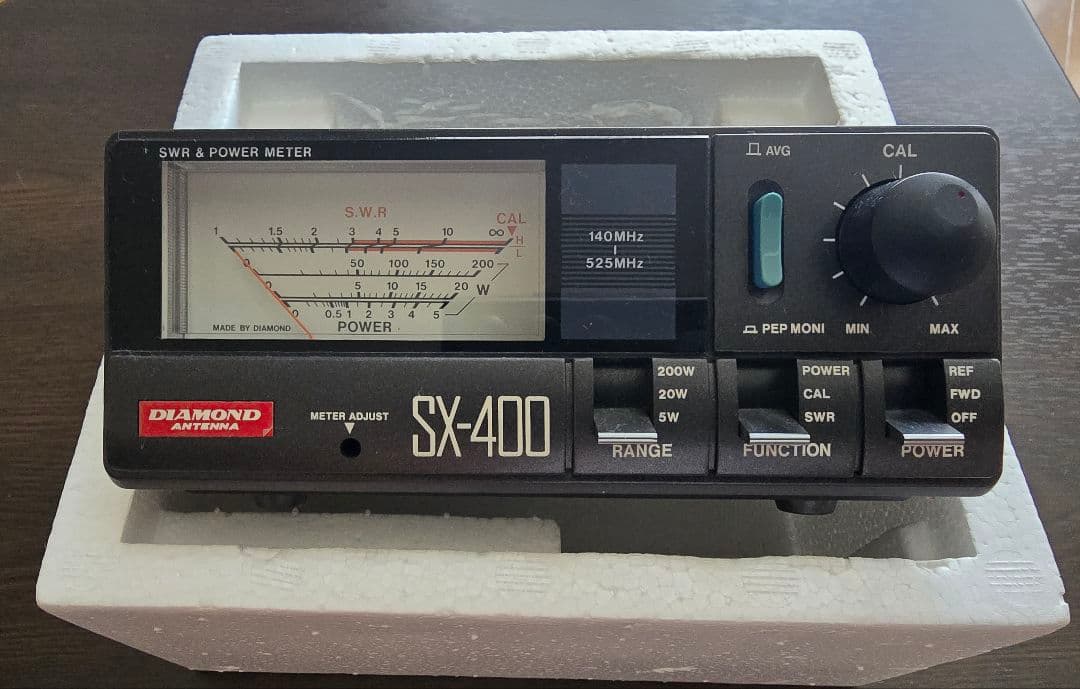 SWR & POWER METER
S.W.R
CAL
1 1.5 2 3 4 5 10 ∞
H
L
0 50 100 150 200
0 5 10 15 20
W
0 0.5 1 2 3 4 5
MADE BY DIAMOND
POWER
140MHz
525MHz
AVG
CAL
PEP MONI
MIN
MAX
DIAMOND
ANTENNA
METER ADJUST
SX-400
200W
20W
5W
RANGE
POWER
CAL
SWR
FUNCTION
REF
FWD
OFF
POWER